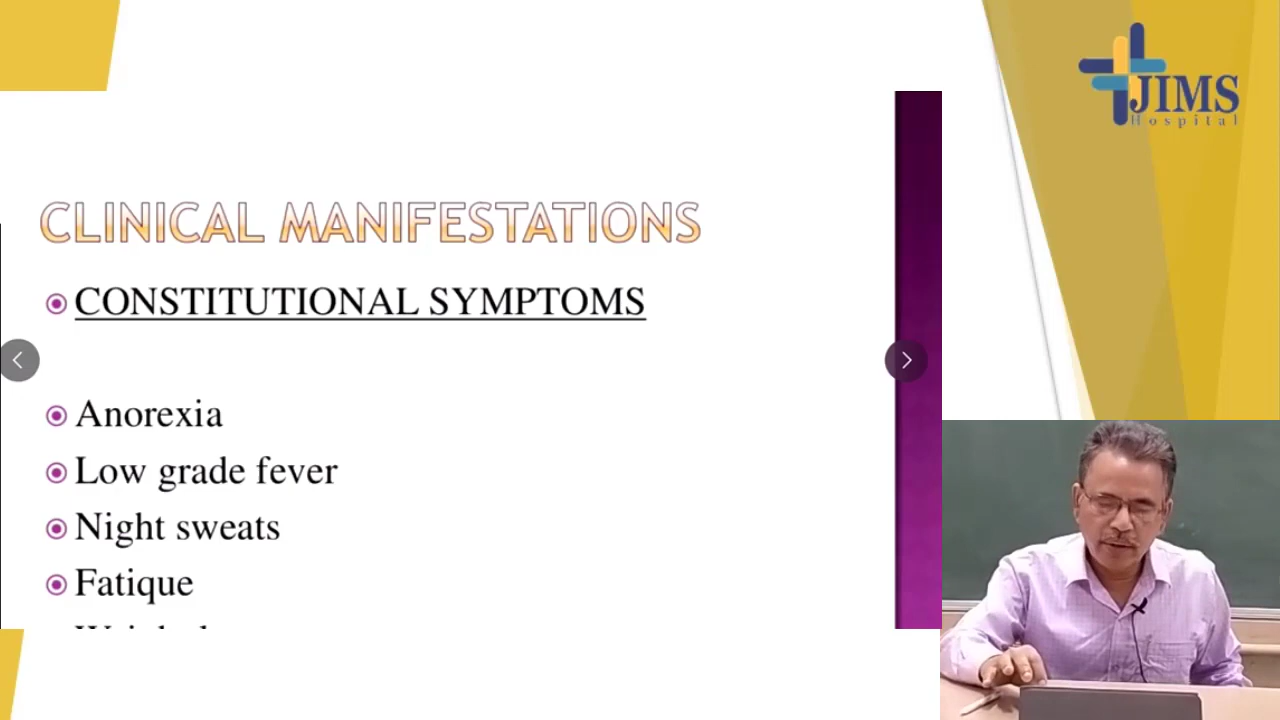 JIMS
Hospital
CLINICAL MANIFESTATIONS
CONSTITUTIONAL SYMPTOMS
Anorexia
Low grade fever
Night sweats
Fatique